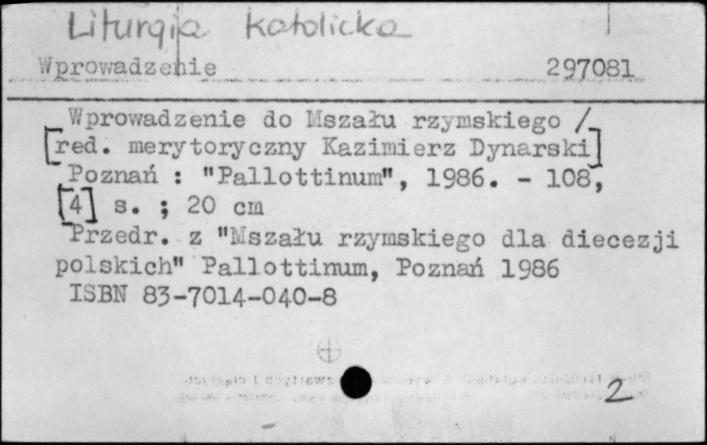 Liturgia katolicka
Wprowadzenie 297081
Wprowadzenie do Mszału rzymskiego /
[red. merytoryczny Kazimierz Dynarski]
Poznań : "Pallottinum", 1986. - 108,
[4] s. ; 20 cm
Przedr. z "Mszału rzymskiego dla diecezji
polskich" Pallottinum, Poznań 1986
ISBN 83-7014-040-8
2